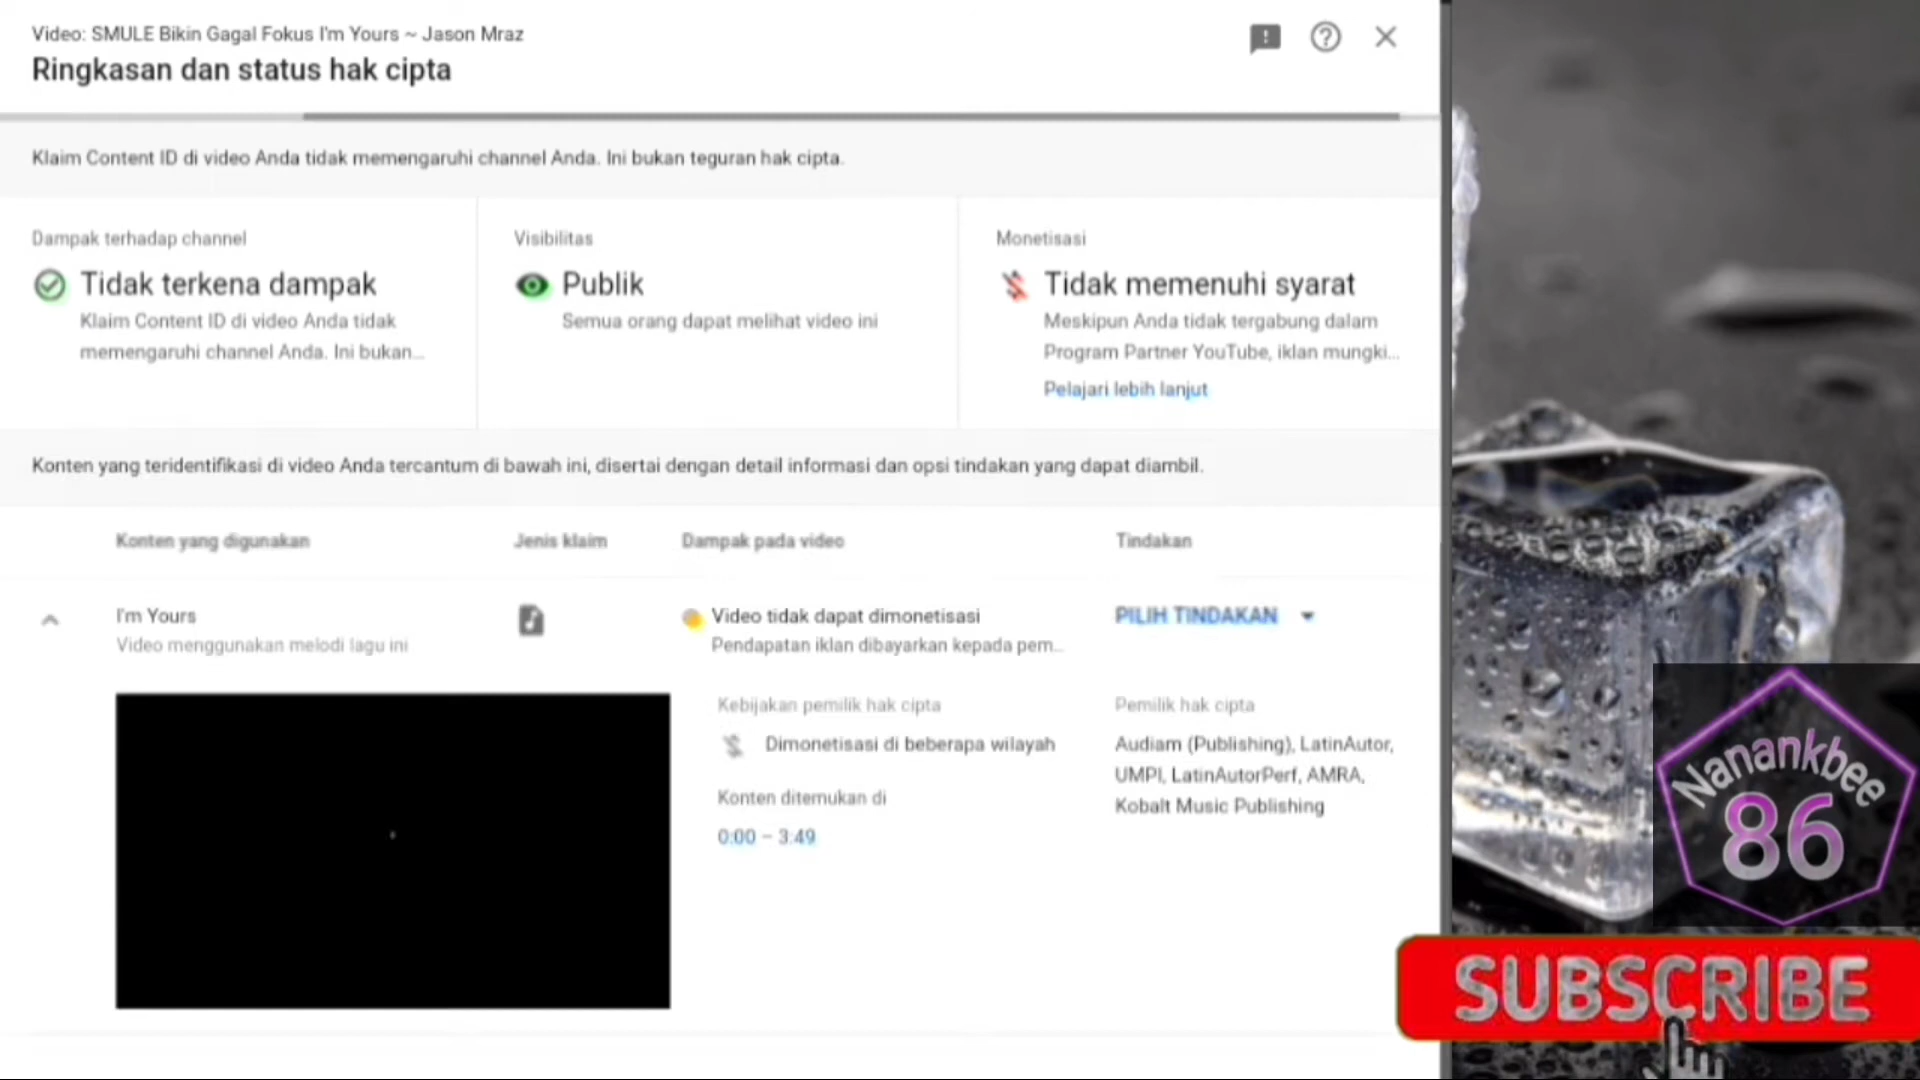 Video: SMULE Bikin Gagal Fokus I'm Yours ~ Jason Mraz
Ringkasan dan status hak cipta
Klaim Content ID di video Anda tidak memengaruhi channel Anda. Ini bukan teguran hak cipta.
Dampak terhadap channel
Tidak terkena dampak
Klaim Content ID di video Anda tidak
memengaruhi channel Anda. Ini bukan...
Visibilitas
Publik
Semua orang dapat melihat video ini
Monetisasi
Tidak memenuhi syarat
Meskipun Anda tidak tergabung dalam
Program Partner YouTube, iklan mungki...
Pelajari lebih lanjut
Konten yang teridentifikasi di video Anda tercantum di bawah ini, disertai dengan detail informasi dan opsi tindakan yang dapat diambil.
Konten yang digunakan Jenis klaim Dampak pada video Tindakan
I'm Yours
Video menggunakan melodi lagu ini
Video tidak dapat dimonetisasi
Pendapatan iklan dibayarkan kepada pem...
PILIH TINDAKAN
Kebijakan pemilik hak cipta
Dimonetisasi di beberapa wilayah
Konten ditemukan di
0:00 – 3:49
Pemilik hak cipta
Audiam (Publishing), LatinAutor,
UMPI, LatinAutorPerf, AMRA,
Kobalt Music Publishing
Nanankbee
86
SUBSCRIBE